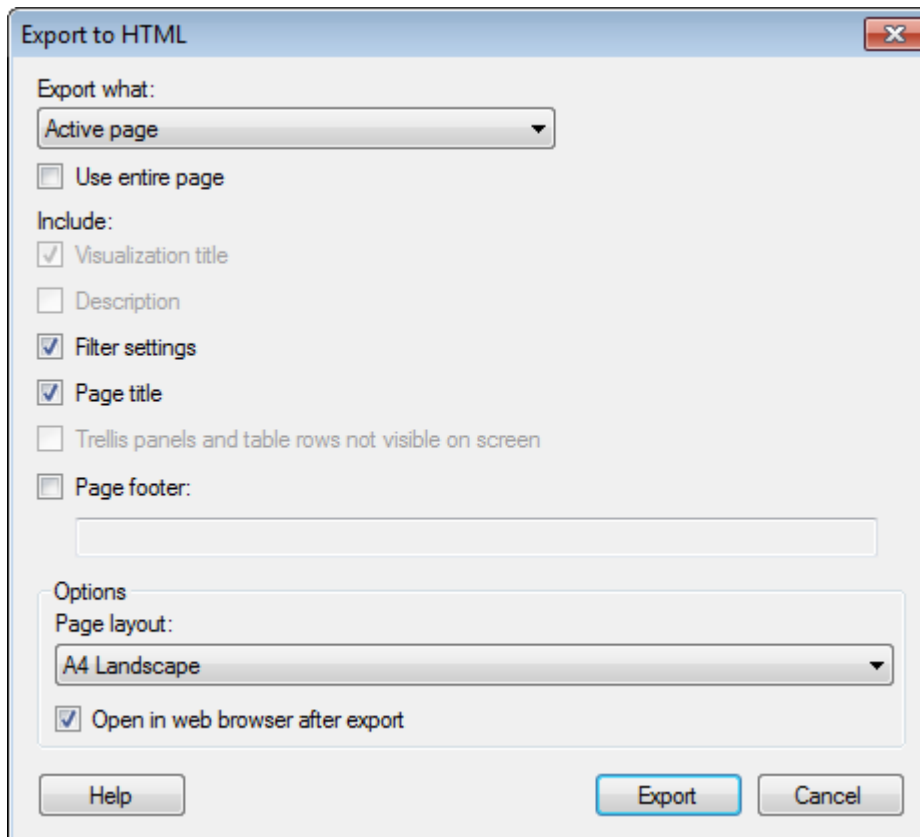 Export to HTML
Export what:
Active page
Use entire page
Include:
Visualization title
Description
Filter settings
Page title
Trellis panels and table rows not visible on screen
Page footer:
Options
Page layout:
A4 Landscape
Open in web browser after export
Help
Export
Cancel